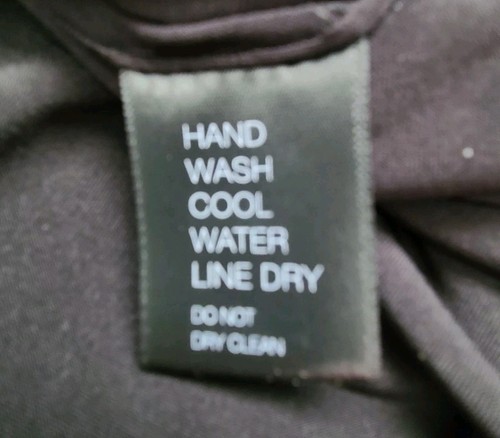 HAND
WASH
COOL
WATER
LINE DRY
DO NOT
DRY CLEAN